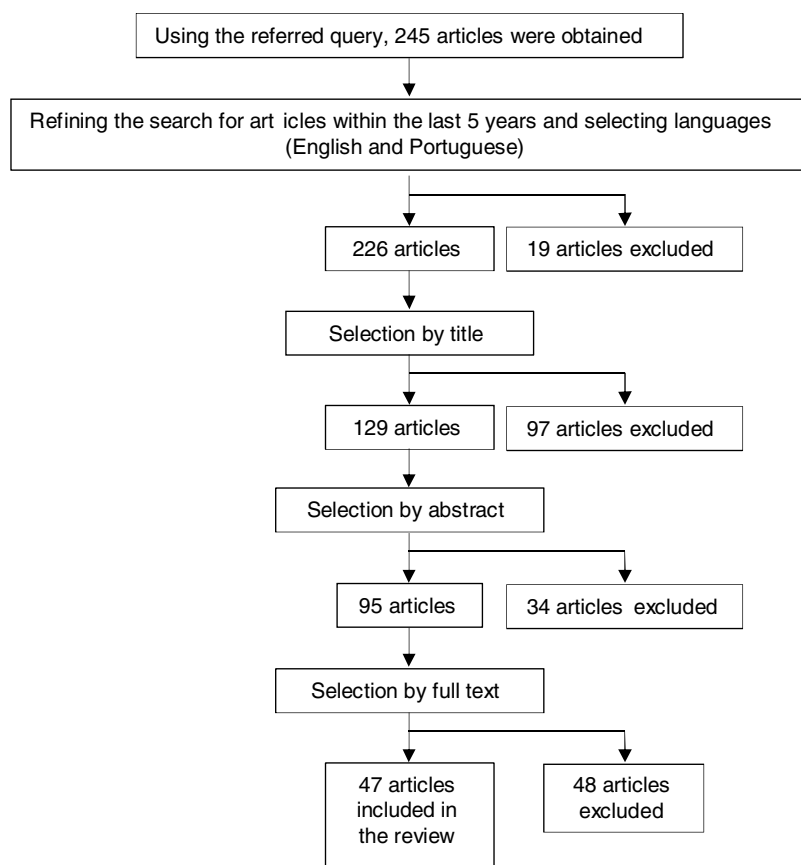 Using the referred query, 245 articles were obtained
Refining the search for art icles within the last 5 years and selecting languages
(English and Portuguese)
226 articles
19 articles excluded
Selection by title
129 articles
97 articles excluded
Selection by abstract
95 articles
34 articles excluded
Selection by full text
47 articles
included in
the review
48 articles
excluded